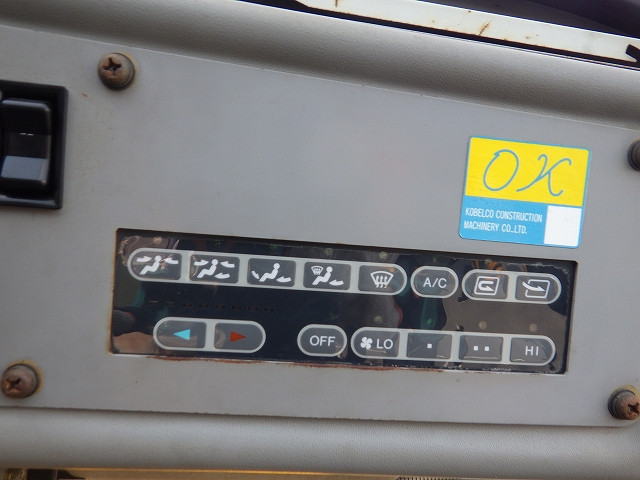 OK
KOBELCO CONSTRUCTION
MACHINERY CO.,LTD.
A/C
OFF
LO
HI